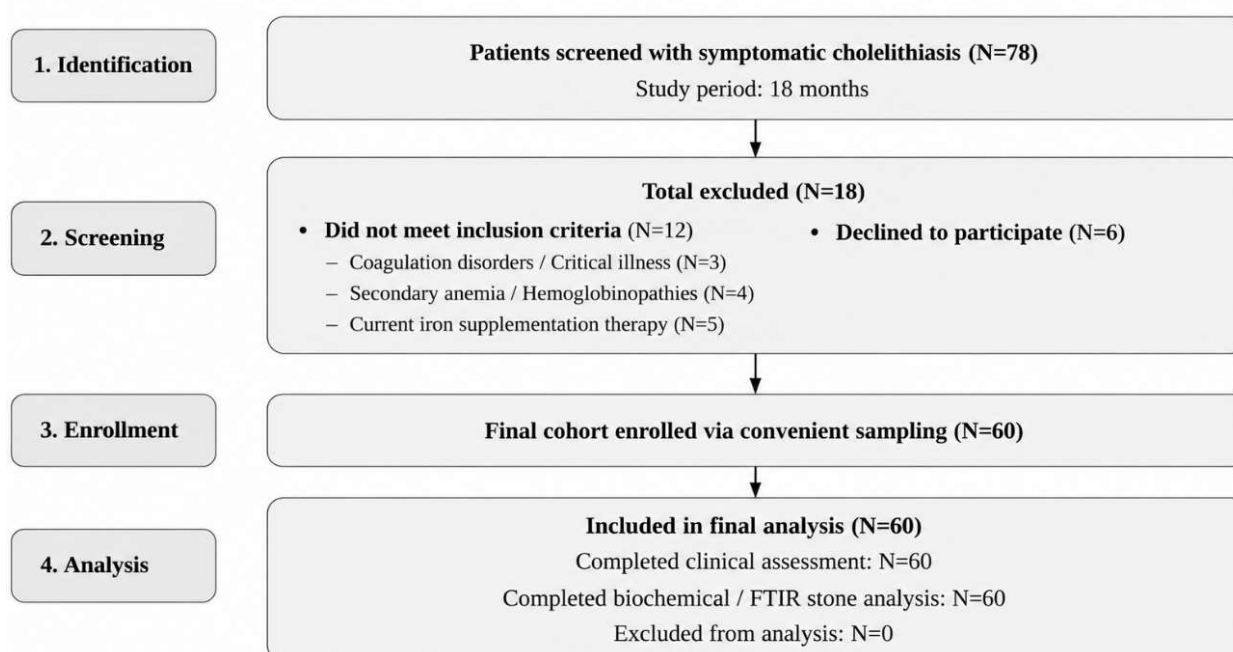 1. Identification
Patients screened with symptomatic cholelithiasis (N=78)
Study period: 18 months
2. Screening
Total excluded (N=18)
• Did not meet inclusion criteria (N=12)
– Coagulation disorders / Critical illness (N=3)
– Secondary anemia / Hemoglobinopathies (N=4)
– Current iron supplementation therapy (N=5)
• Declined to participate (N=6)
3. Enrollment
Final cohort enrolled via convenient sampling (N=60)
4. Analysis
Included in final analysis (N=60)
Completed clinical assessment: N=60
Completed biochemical / FTIR stone analysis: N=60
Excluded from analysis: N=0